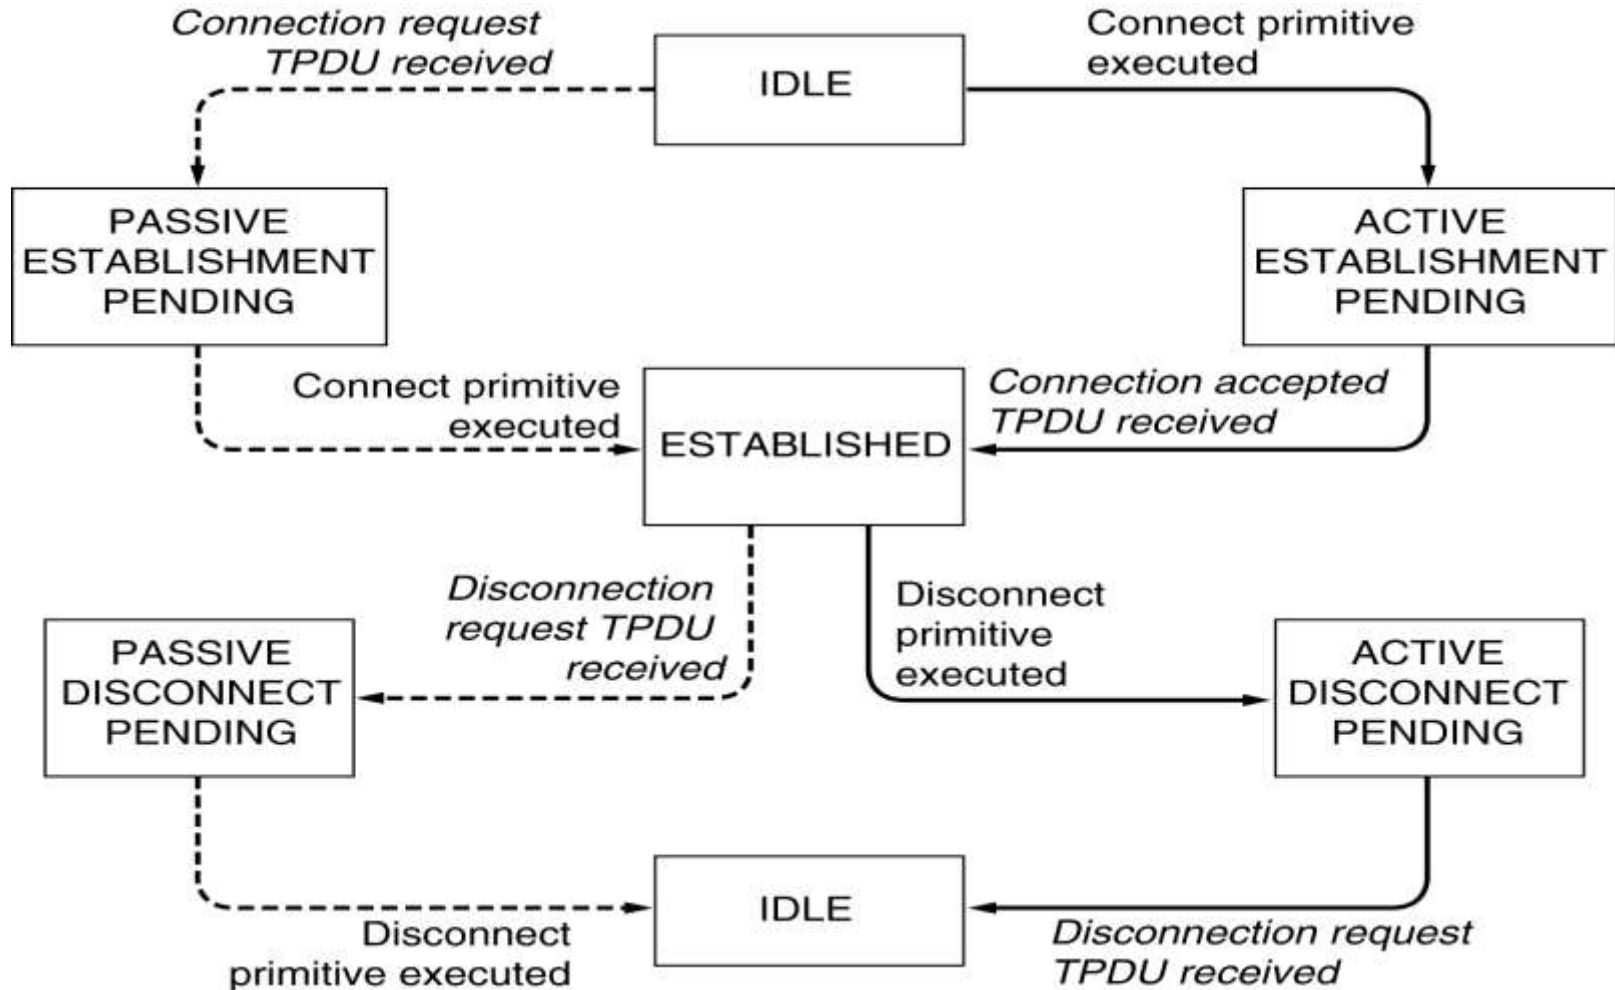 Connection request
TPDU received
IDLE
Connect primitive
executed
PASSIVE
ESTABLISHMENT
PENDING
ACTIVE
ESTABLISHMENT
PENDING
Connect primitive
executed
ESTABLISHED
Connection accepted
TPDU received
Disconnection
request TPDU
received
Disconnect
primitive
executed
PASSIVE
DISCONNECT
PENDING
ACTIVE
DISCONNECT
PENDING
Disconnect
primitive executed
IDLE
Disconnection request
TPDU received